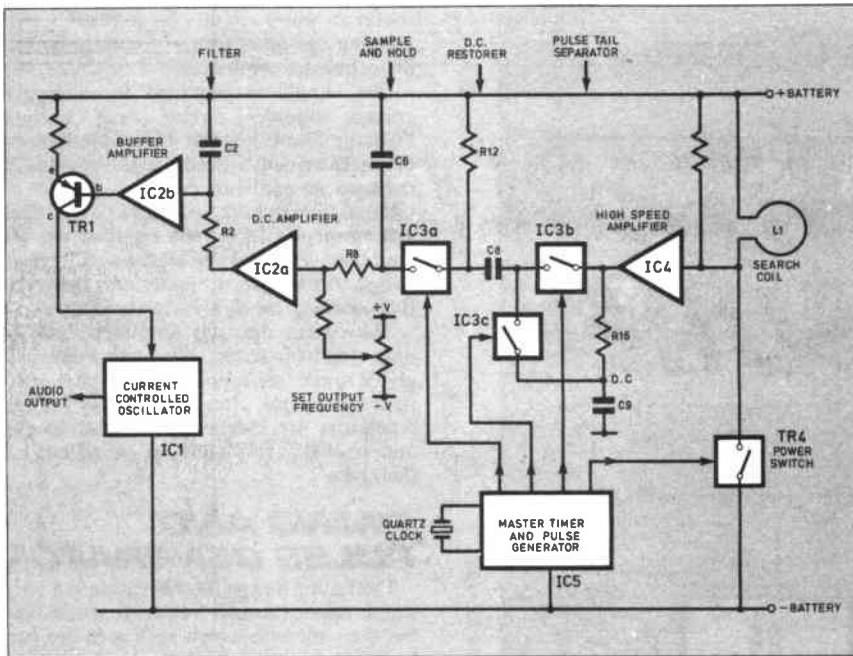 FILTER
SAMPLE
AND HOLD
D.C.
RESTORER
PULSE TAIL
SEPARATOR
+BATTERY
BUFFER
AMPLIFIER
C2
C6
R12
e
b
c
IC2b
TR1
R2
D.C. AMPLIFIER
IC2a
R8
IC3a
C8
IC3b
HIGH SPEED
AMPLIFIER
IC4
L1
SEARCH
COIL
IC3c
R16
D.C
C9
+V
-V
SET OUTPUT
FREQUENCY
AUDIO
OUTPUT
CURRENT
CONTROLLED
OSCILLATOR
IC1
TR4
POWER
SWITCH
QUARTZ
CLOCK
MASTER TIMER
AND PULSE
GENERATOR
IC5
-BATTERY